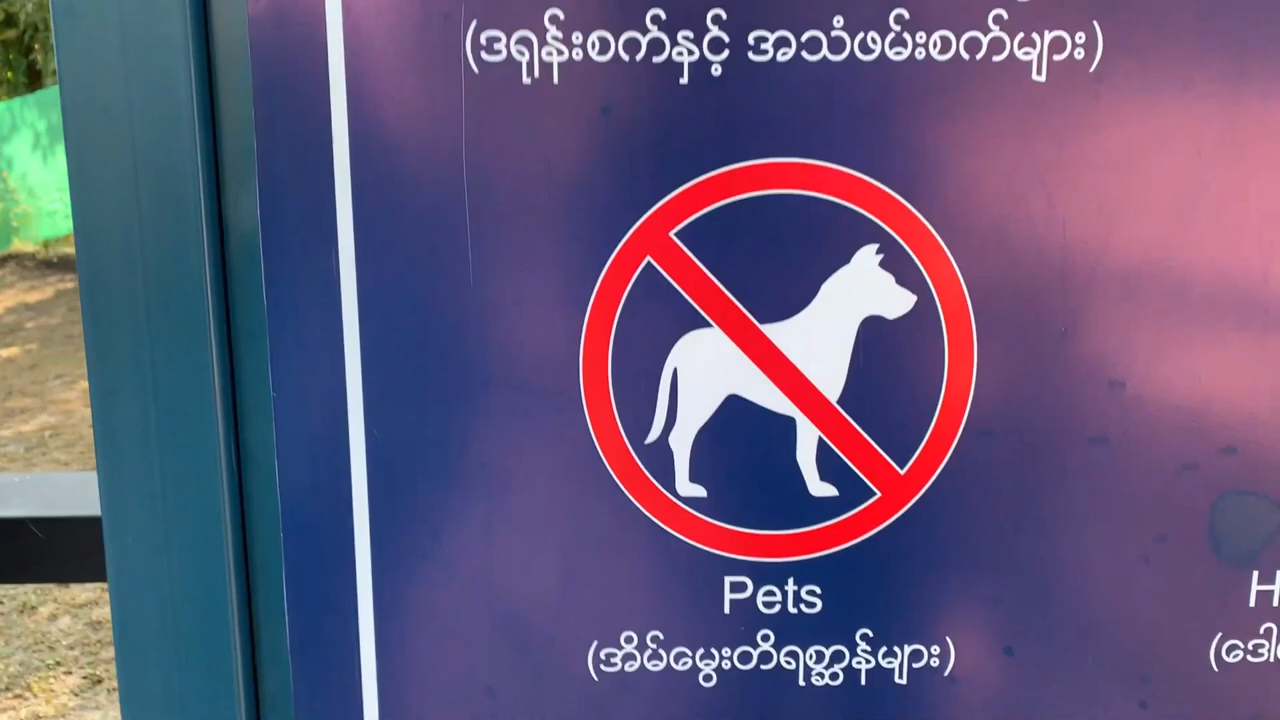 (ဒရုန်းစက်နှင့် အသံဖမ်းစက်များ)
Pets
(အိမ်မွေးတိရစ္ဆာန်များ)